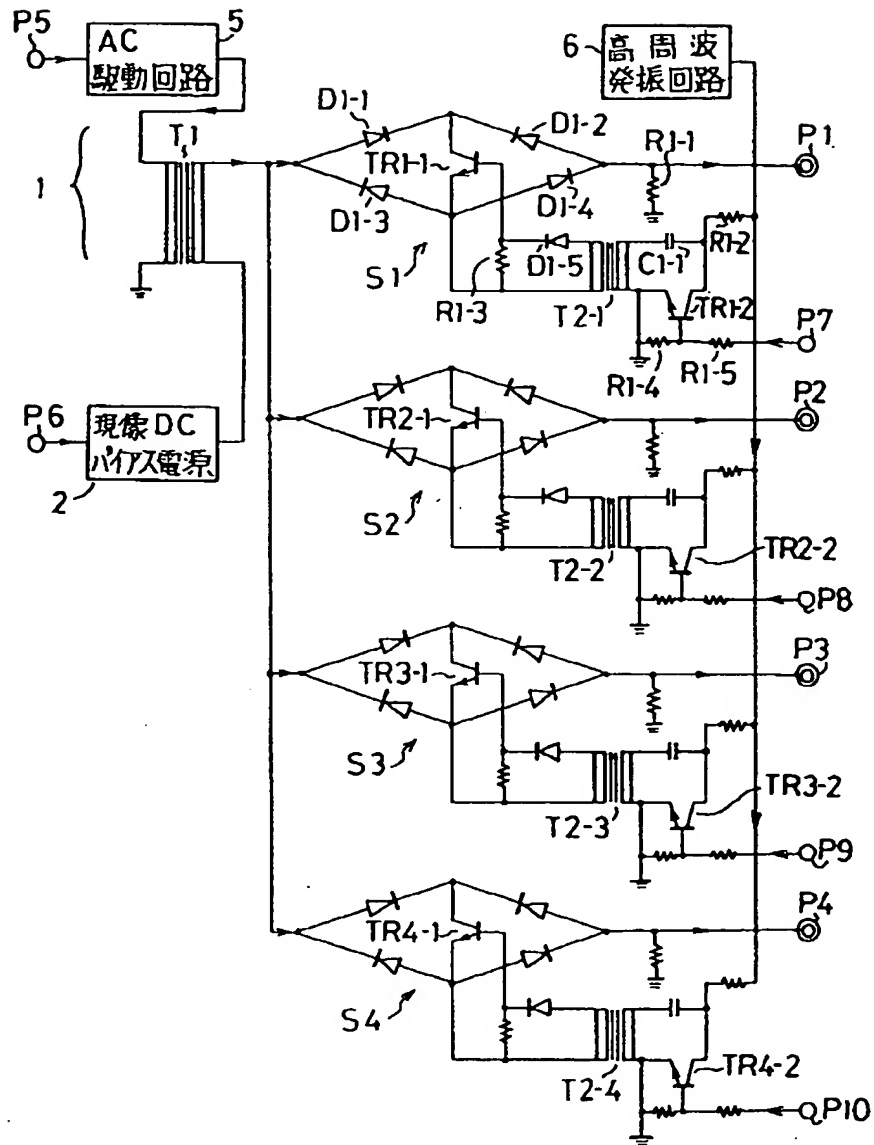 P5
5
AC
駆動回路
6
高周波
発振回路
D1-1
D1-2
P1
R1-1
1
T1
TR1-1
D1-3
D1-4
R1-2
S1
D1-5
C1-1
R1-3
T2-1
TR1-2
P7
R1-4
R1-5
P2
P6
現像DC
バイアス電源
2
TR2-1
S2
T2-2
TR2-2
P8
P3
TR3-1
S3
T2-3
TR3-2
P9
P4
TR4-1
S4
T2-4
TR4-2
P10